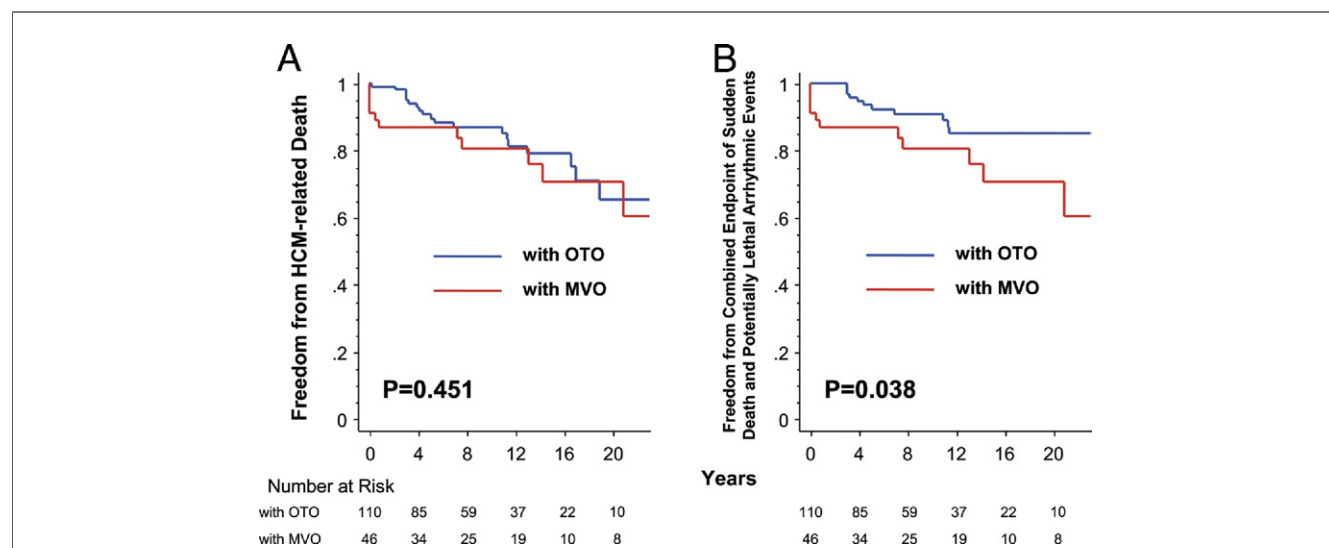 A
Freedom from HCM-related Death
1
.8
.6
.4
.2
0
with OTO
with MVO
P=0.451
0 4 8 12 16 20
B
Freedom from Combined Endpoint of Sudden
Death and Potentially Lethal Arrhythmic Events
1
.8
.6
.4
.2
0
with OTO
with MVO
P=0.038
0 4 8 12 16 20
Years
Number at Risk
with OTO 110 85 59 37 22 10 110 85 59 37 22 10
with MVO 46 34 25 19 10 8 46 34 25 19 10 8